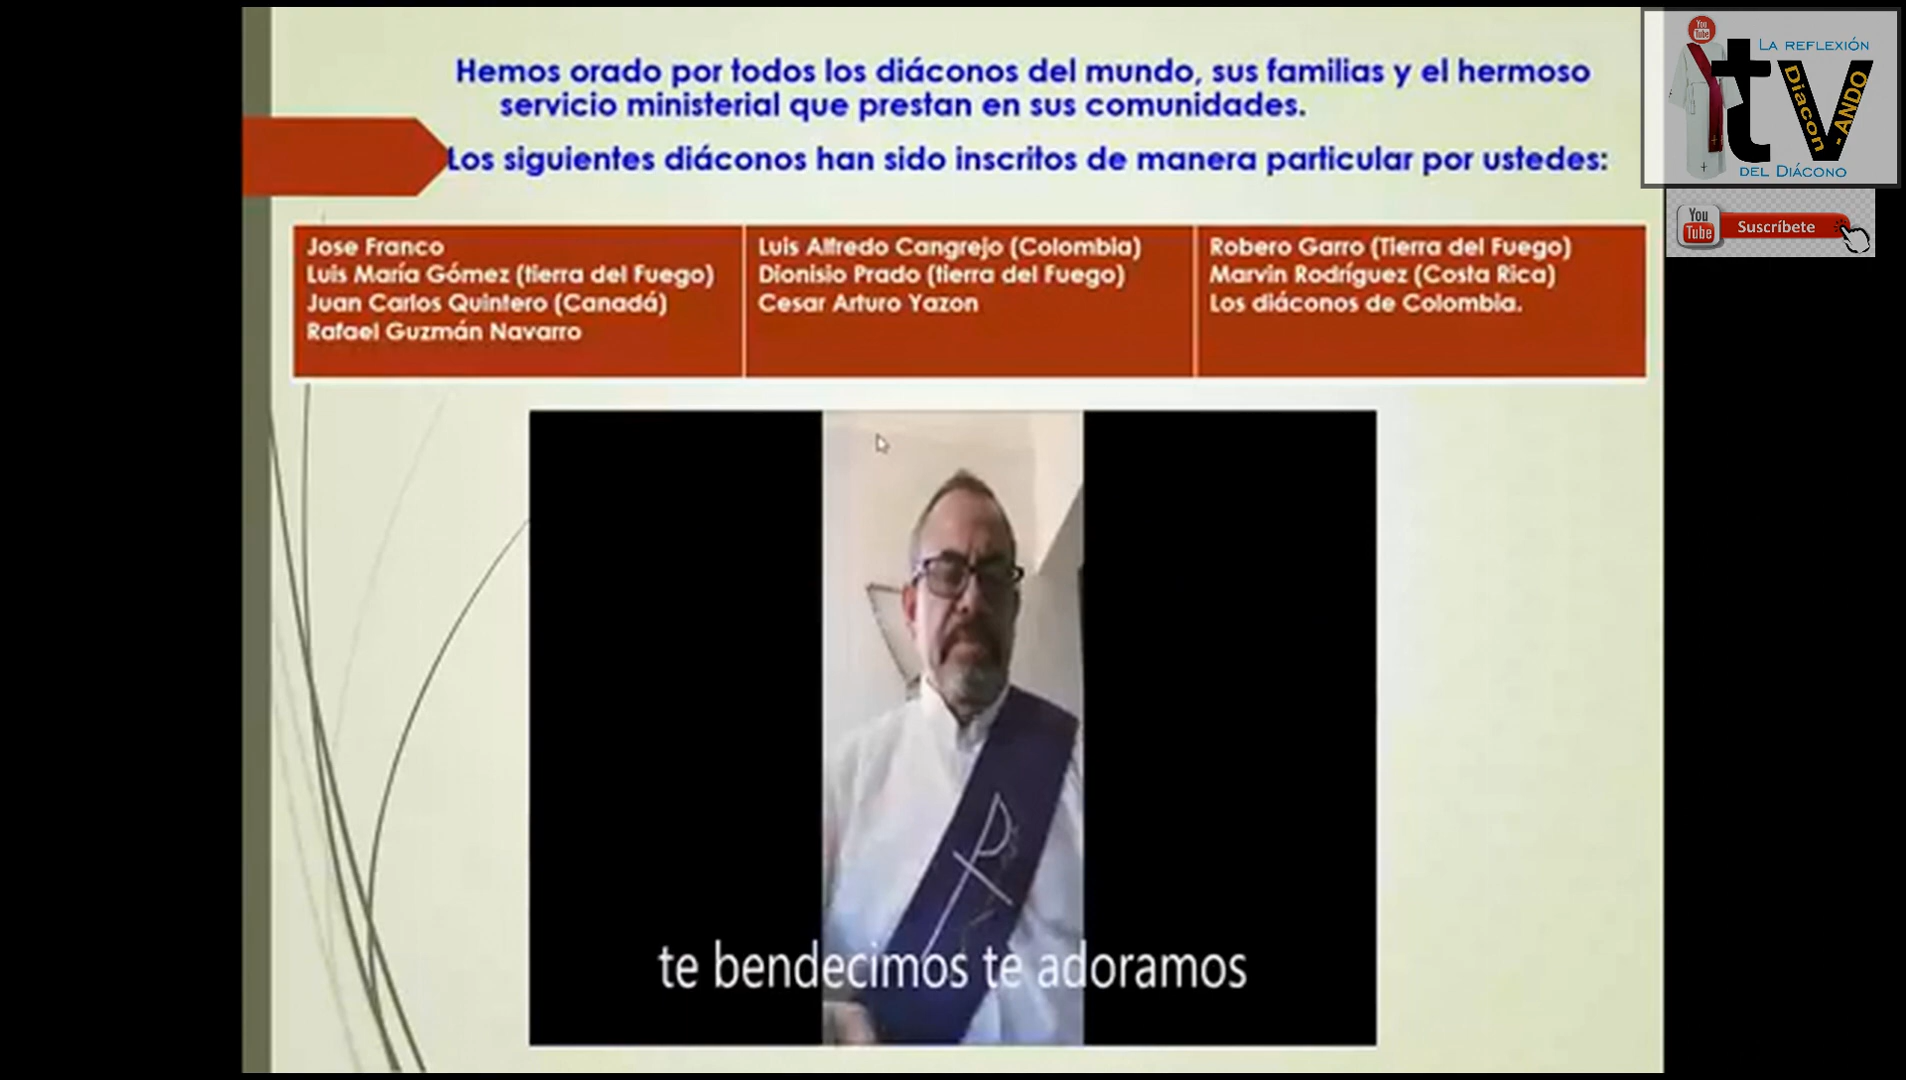 Hemos orado por todos los diáconos del mundo, sus familias y el hermoso
servicio ministerial que prestan en sus comunidades.
Los siguientes diáconos han sido inscritos de manera particular por ustedes:
Jose Franco
Luis María Gómez (tierra del Fuego)
Juan Carlos Quintero (Canadá)
Rafael Guzmán Navarro
Luis Alfredo Cangrejo (Colombia)
Dionisio Prado (tierra del Fuego)
Cesar Arturo Yazon
Robero Garro (Tierra del Fuego)
Marvin Rodríguez (Costa Rica)
Los diáconos de Colombia.
te bendecimos te adoramos
You
Tube
LA REFLEXIÓN
tv
Diacon
-ANDO
DEL DIÁCONO
You
Tube
Suscríbete